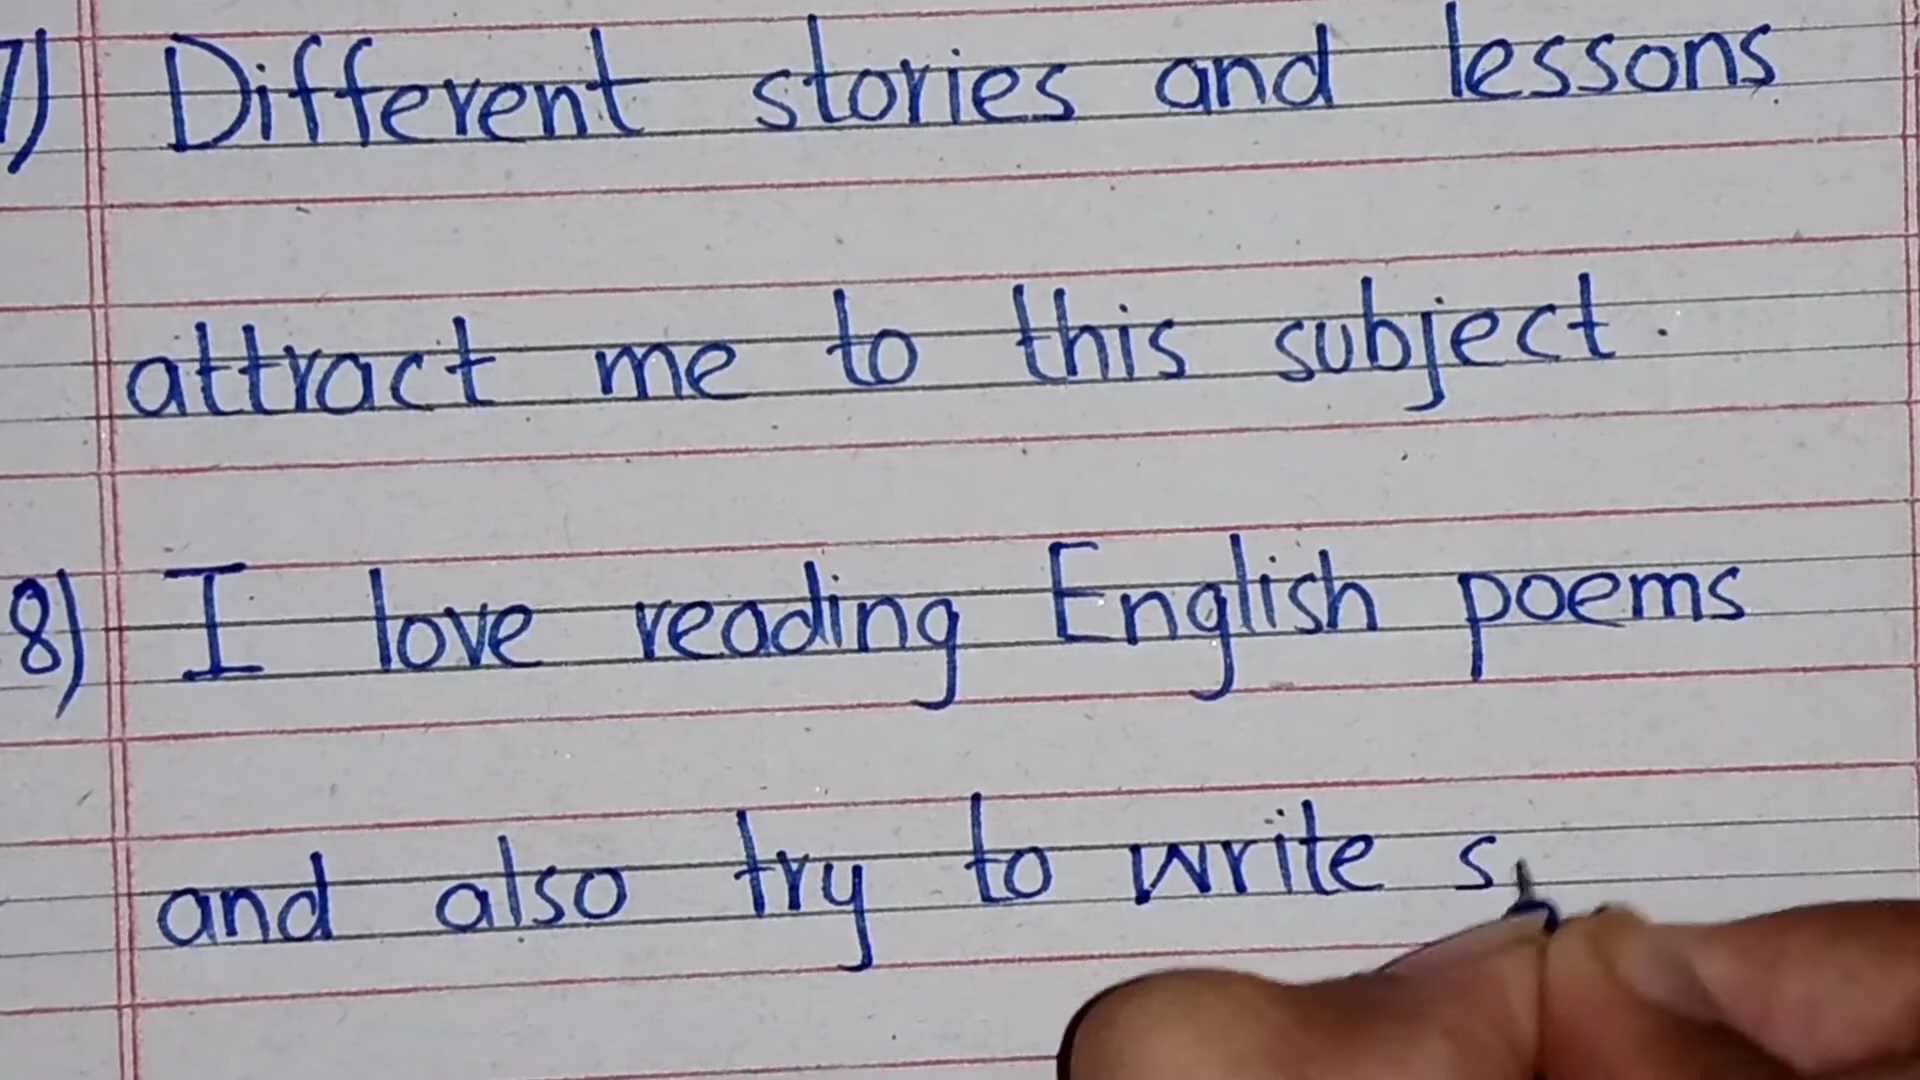 7) Different stories and lessons
attract me to this subject.
8) I love reading English poems
and also try to write s